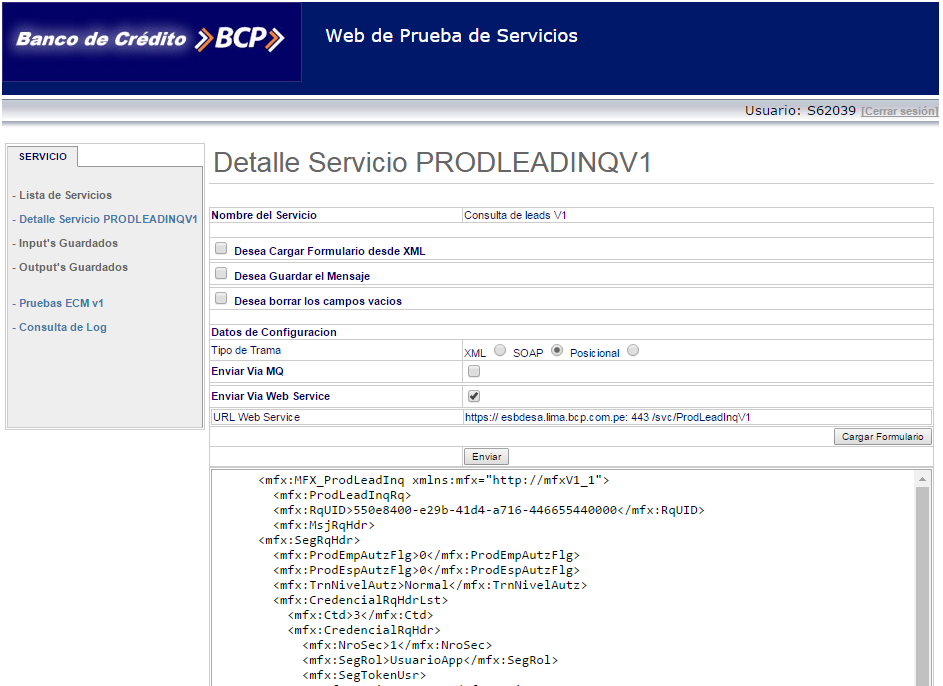 Banco de Crédito BCP
Web de Prueba de Servicios
Usuario: S62039 [Cerrar sesión]
SERVICIO
- Lista de Servicios
- Detalle Servicio PRODLEADINQV1
- Input's Guardados
- Output's Guardados
- Pruebas ECM v1
- Consulta de Log
Detalle Servicio PRODLEADINQV1
Nombre del Servicio Consulta de leads V1
Desea Cargar Formulario desde XML
Desea Guardar el Mensaje
Desea borrar los campos vacios
Datos de Configuracion
Tipo de Trama XML SOAP Posicional
Enviar Via MQ
Enviar Via Web Service
URL Web Service https:// esbdesa.lima.bcp.com.pe: 443 /svc/ProdLeadInqV1
Cargar Formulario
Enviar
<mfx:MFX_ProdLeadInq xmlns:mfx="http://mfxV1_1">
<mfx:ProdLeadInqRq>
<mfx:RqUID>550e8400-e29b-41d4-a716-446655440000</mfx:RqUID>
<mfx:MsjRqHdr>
<mfx:SegRqHdr>
<mfx:ProdEmpAutzFlg>0</mfx:ProdEmpAutzFlg>
<mfx:ProdEspAutzFlg>0</mfx:ProdEspAutzFlg>
<mfx:TrnNivelAutz>Normal</mfx:TrnNivelAutz>
<mfx:CredencialRqHdrLst>
<mfx:Ctd>3</mfx:Ctd>
<mfx:CredencialRqHdr>
<mfx:NroSec>1</mfx:NroSec>
<mfx:SegRol>UsuarioApp</mfx:SegRol>
<mfx:SegTokenUsr>